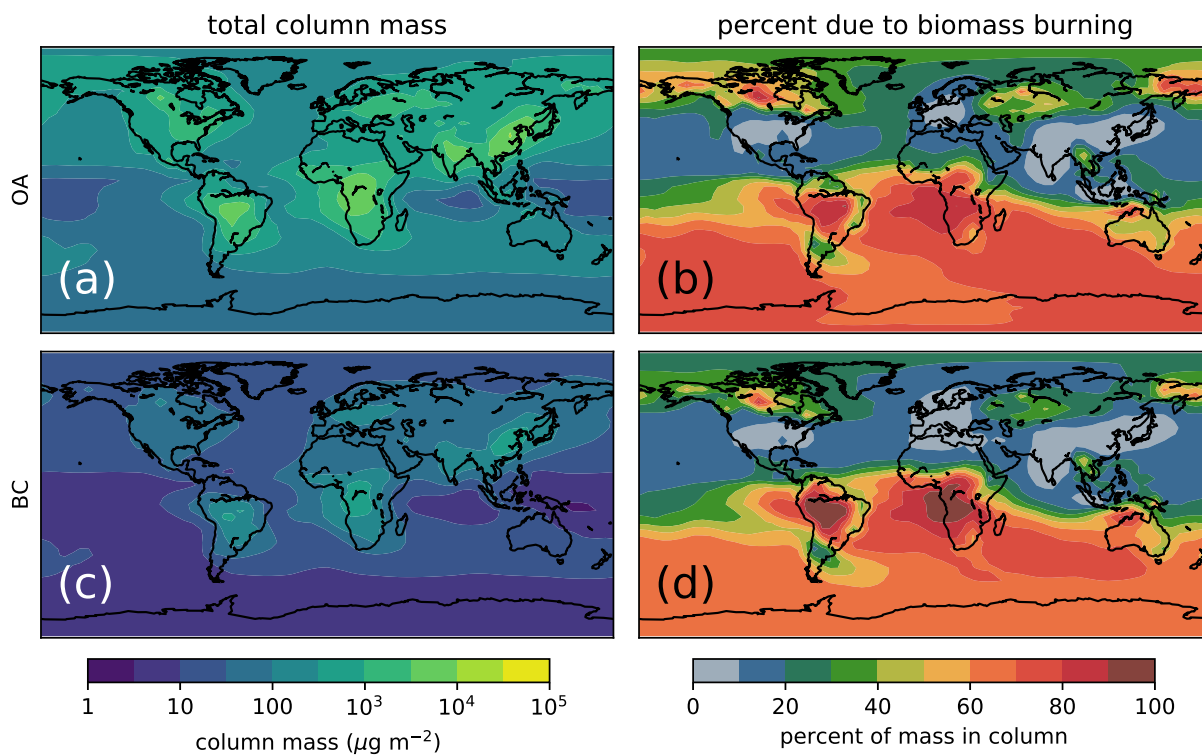 total column mass
percent due to biomass burning
OA
(a)
(b)
BC
(c)
(d)
1 10 100 10³ 10⁴ 10⁵
column mass (μg m⁻²)
0 20 40 60 80 100
percent of mass in column